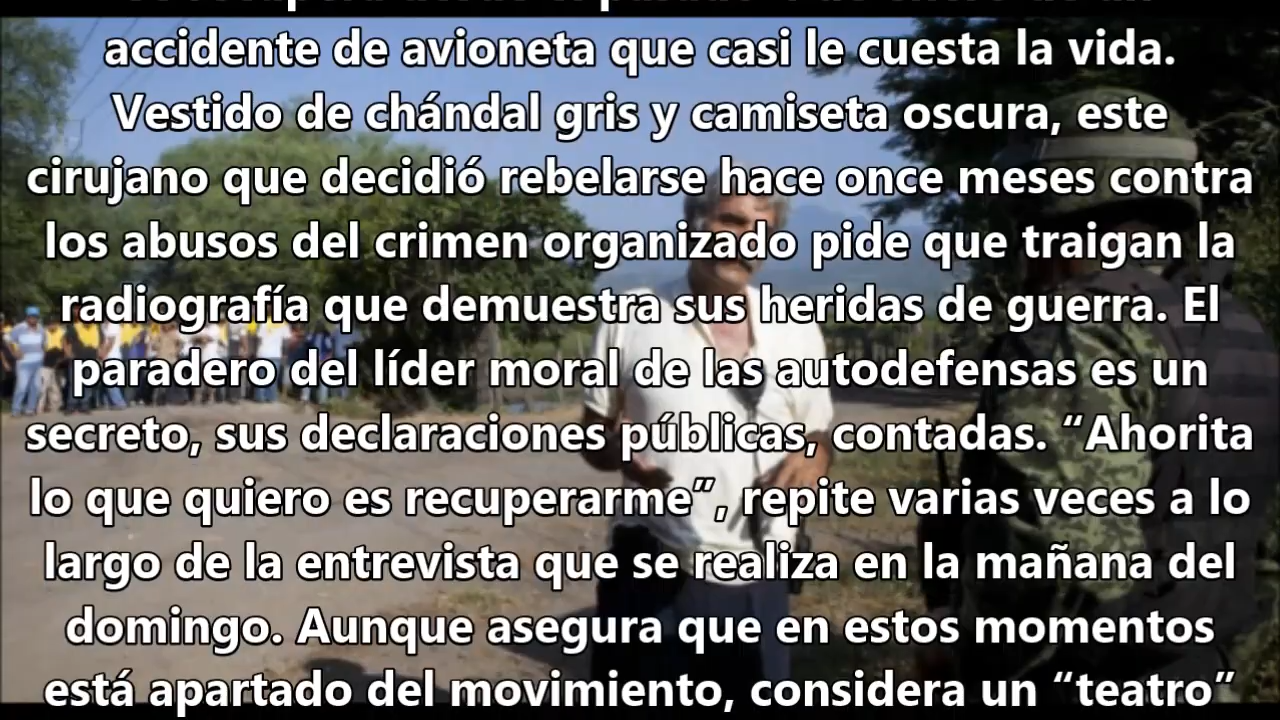 accidente de avioneta que casi le cuesta la vida.
Vestido de chándal gris y camiseta oscura, este
cirujano que decidió rebelarse hace once meses contra
los abusos del crimen organizado pide que traigan la
radiografía que demuestra sus heridas de guerra. El
paradero del líder moral de las autodefensas es un
secreto, sus declaraciones públicas, contadas. “Ahorita
lo que quiero es recuperarme”, repite varias veces a lo
largo de la entrevista que se realiza en la mañana del
domingo. Aunque asegura que en estos momentos
está apartado del movimiento, considera un “teatro”